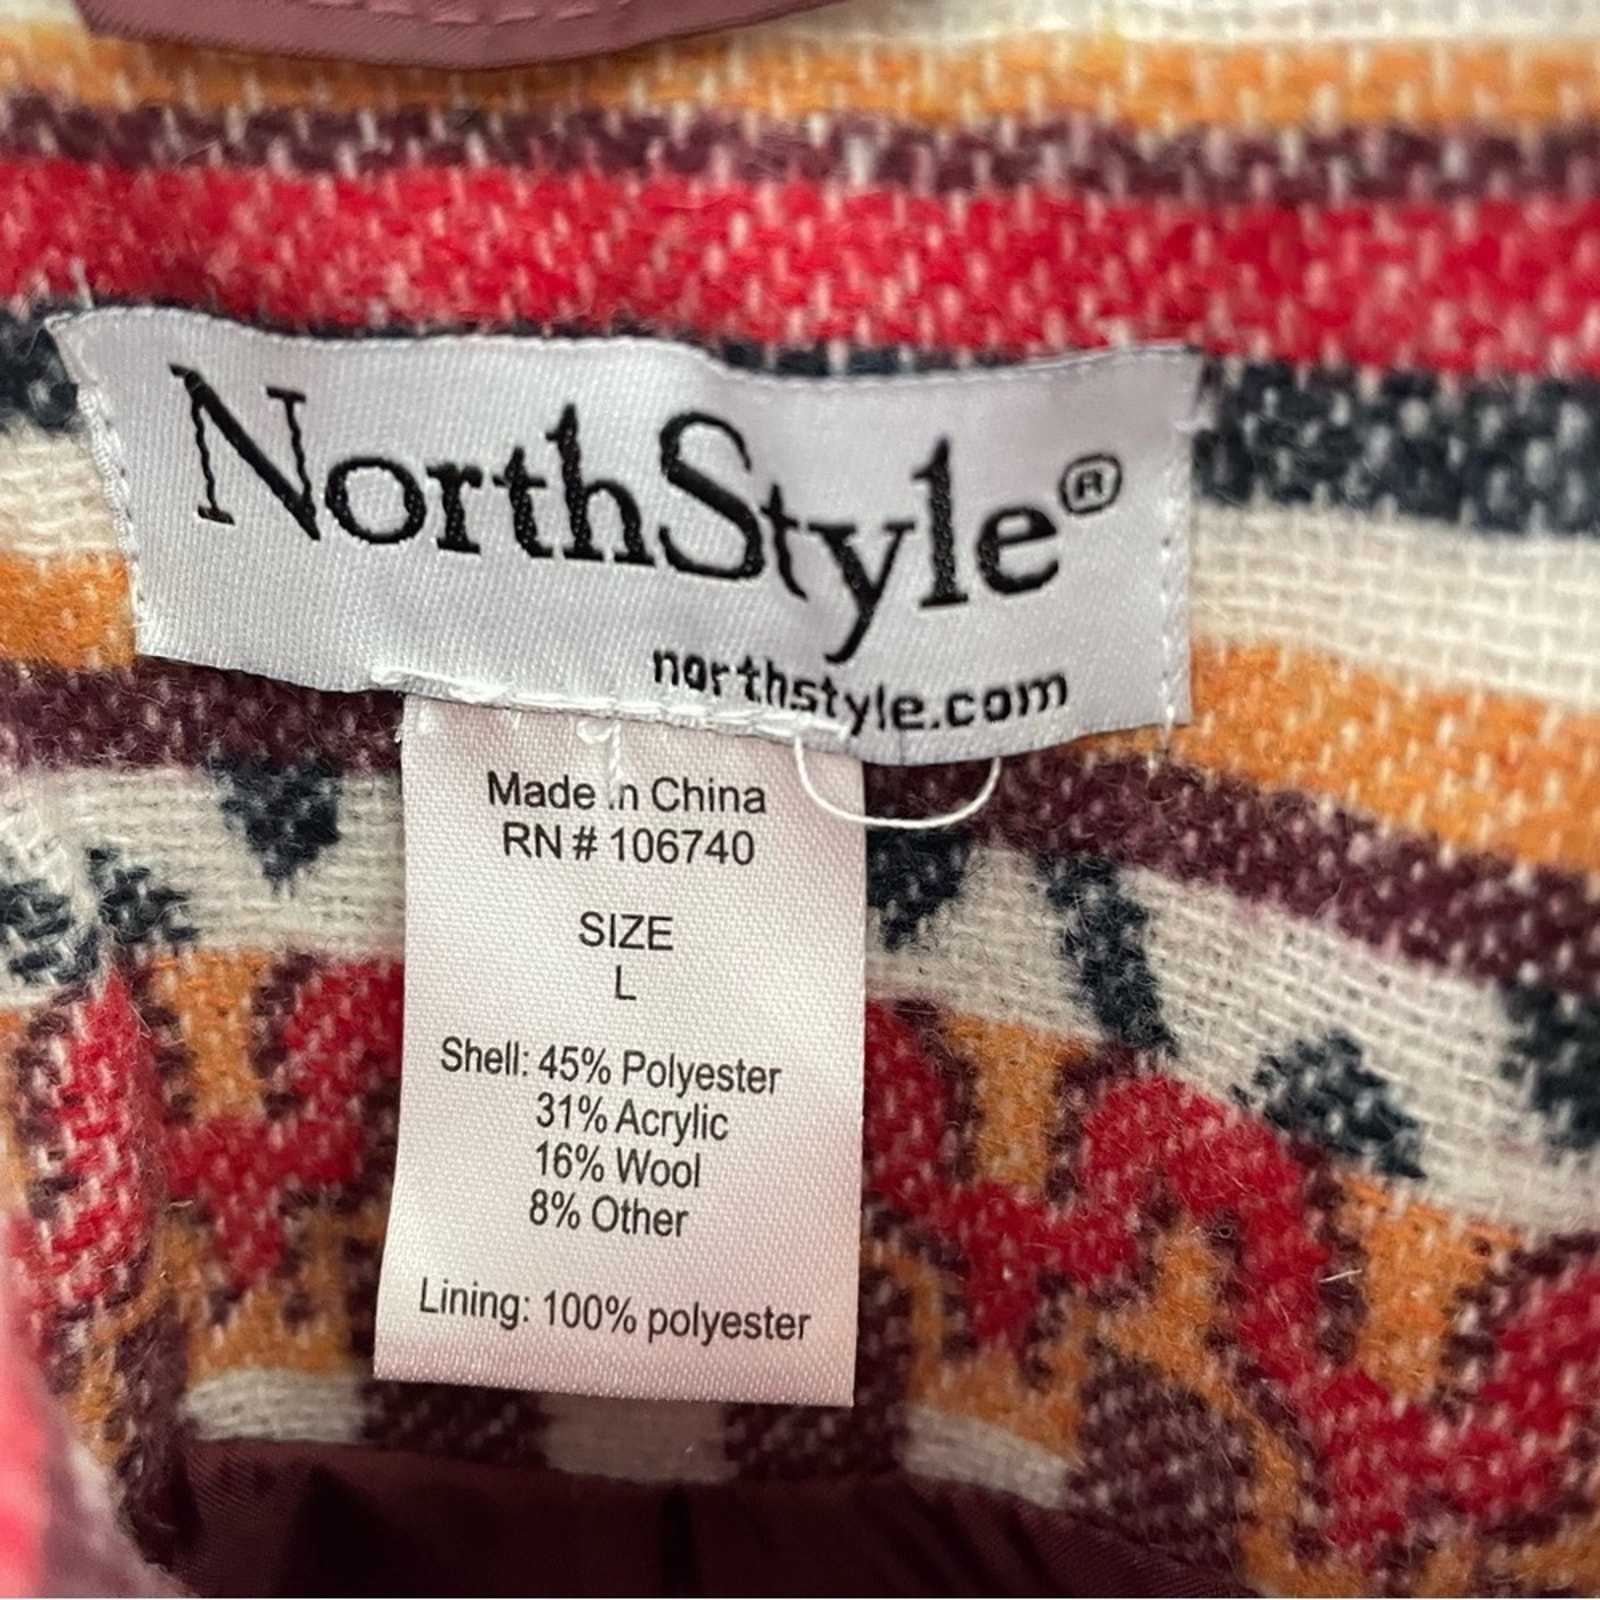 NorthStyle®
northstyle.com
Made in China
RN # 106740
SIZE
L
Shell: 45% Polyester
31% Acrylic
16% Wool
8% Other
Lining: 100% polyester